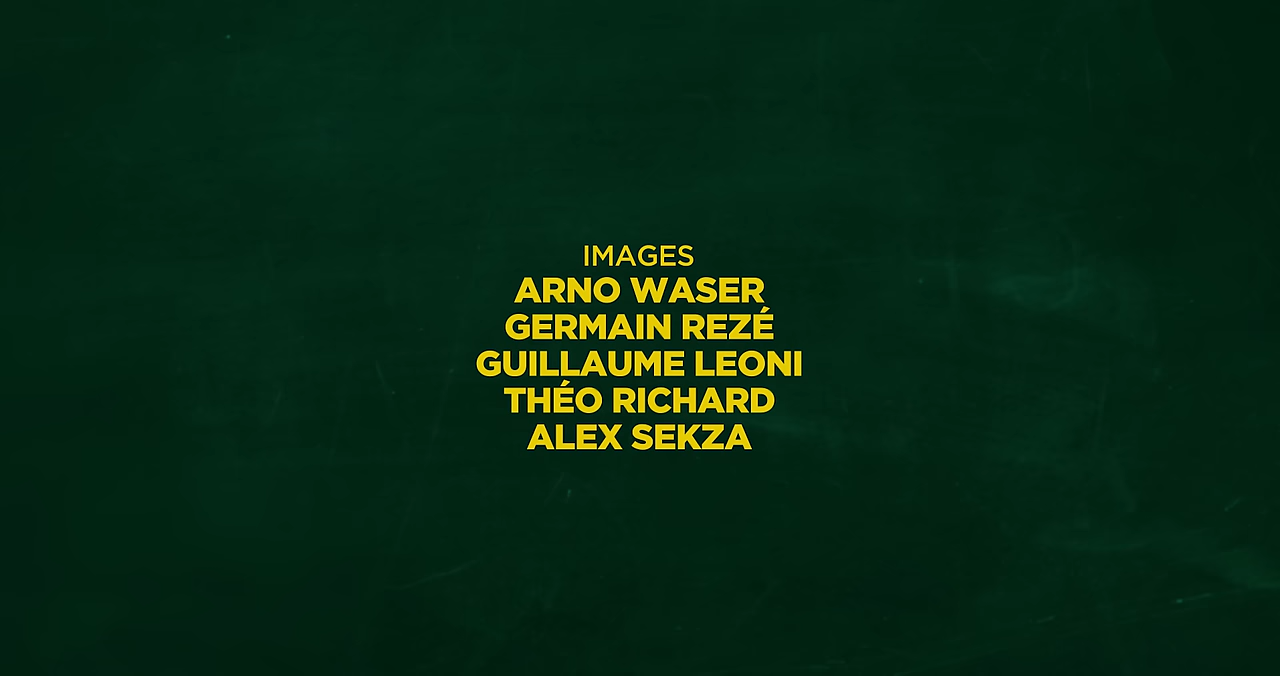 IMAGES
ARNO WASER
GERMAIN REZÉ
GUILLAUME LEONI
THÉO RICHARD
ALEX SEKZA